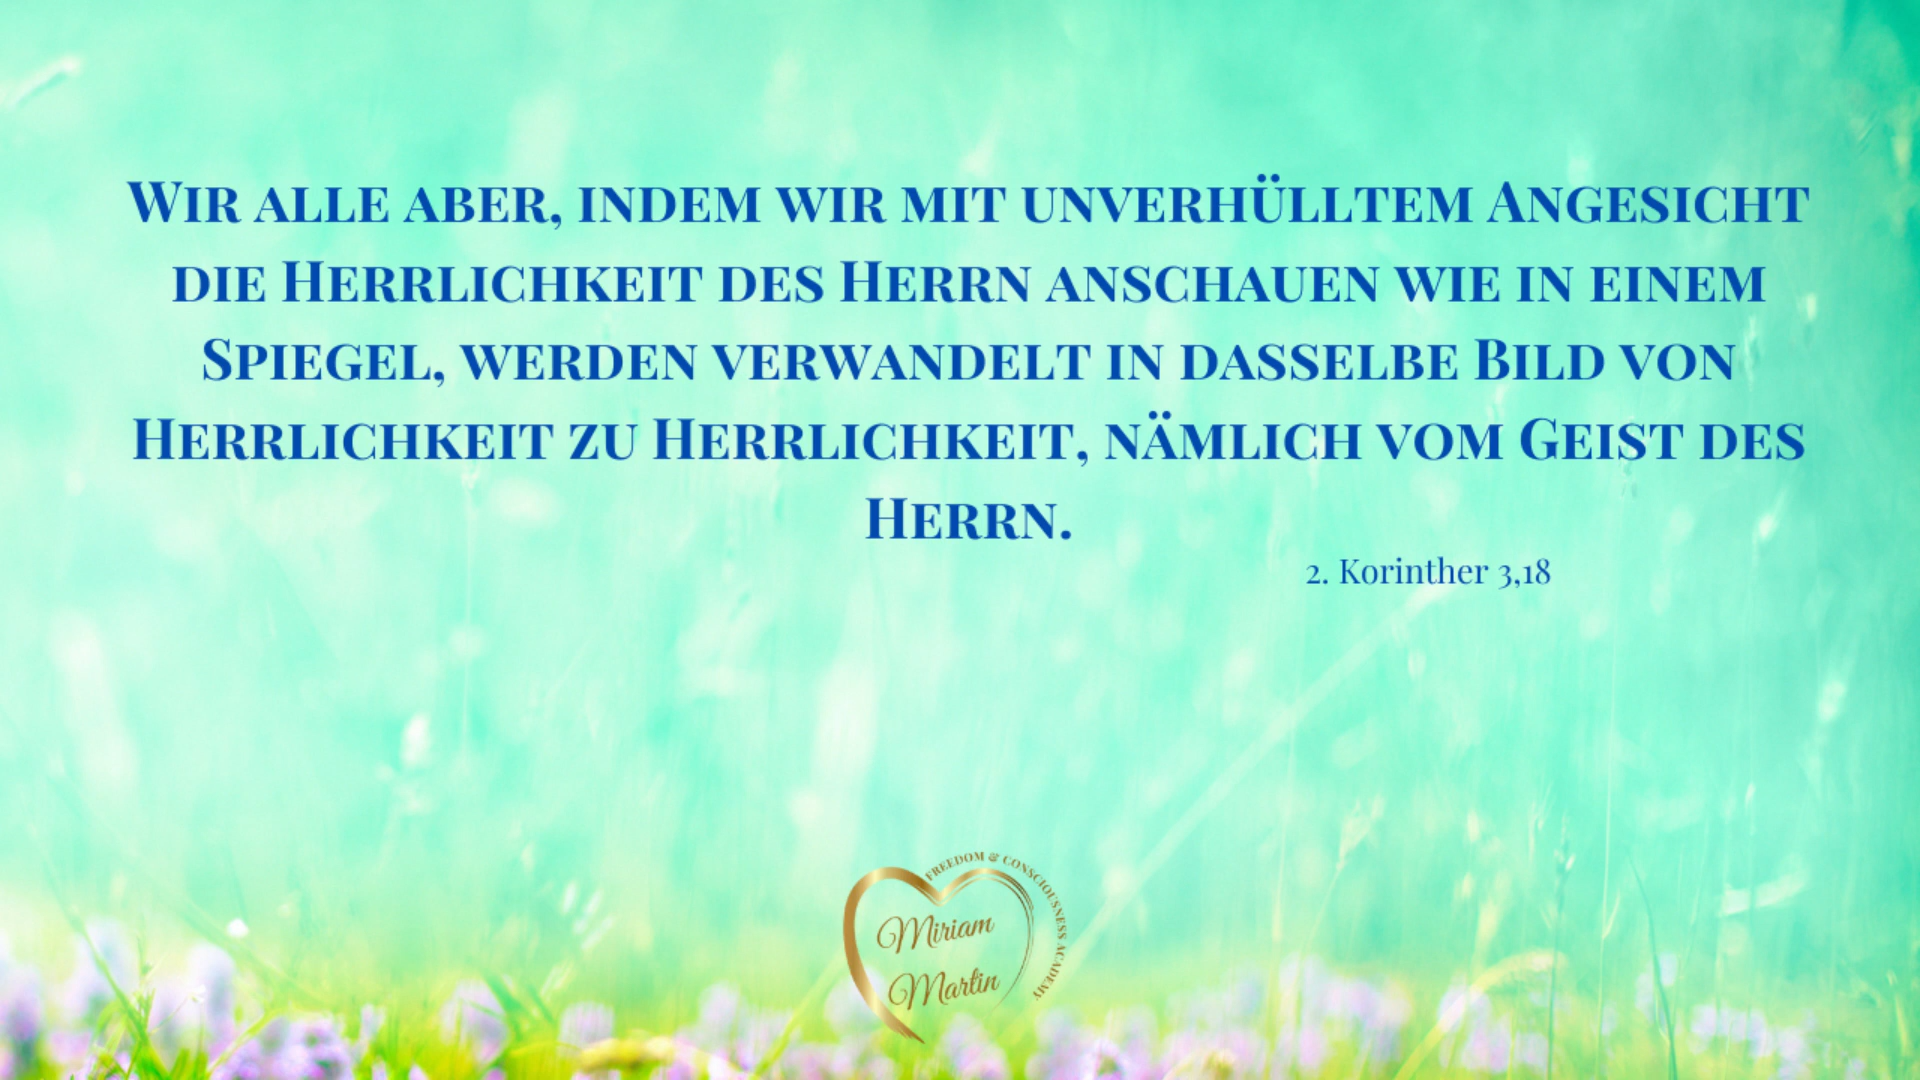 Wir alle aber, indem wir mit unverhülltem Angesicht
die Herrlichkeit des Herrn anschauen wie in einem
Spiegel, werden verwandelt in dasselbe Bild von
Herrlichkeit zu Herrlichkeit, nämlich vom Geist des
Herrn.
2. Korinther 3,18
FREEDOM & CONSCIOUSNESS ACADEMY
Miriam
Martin